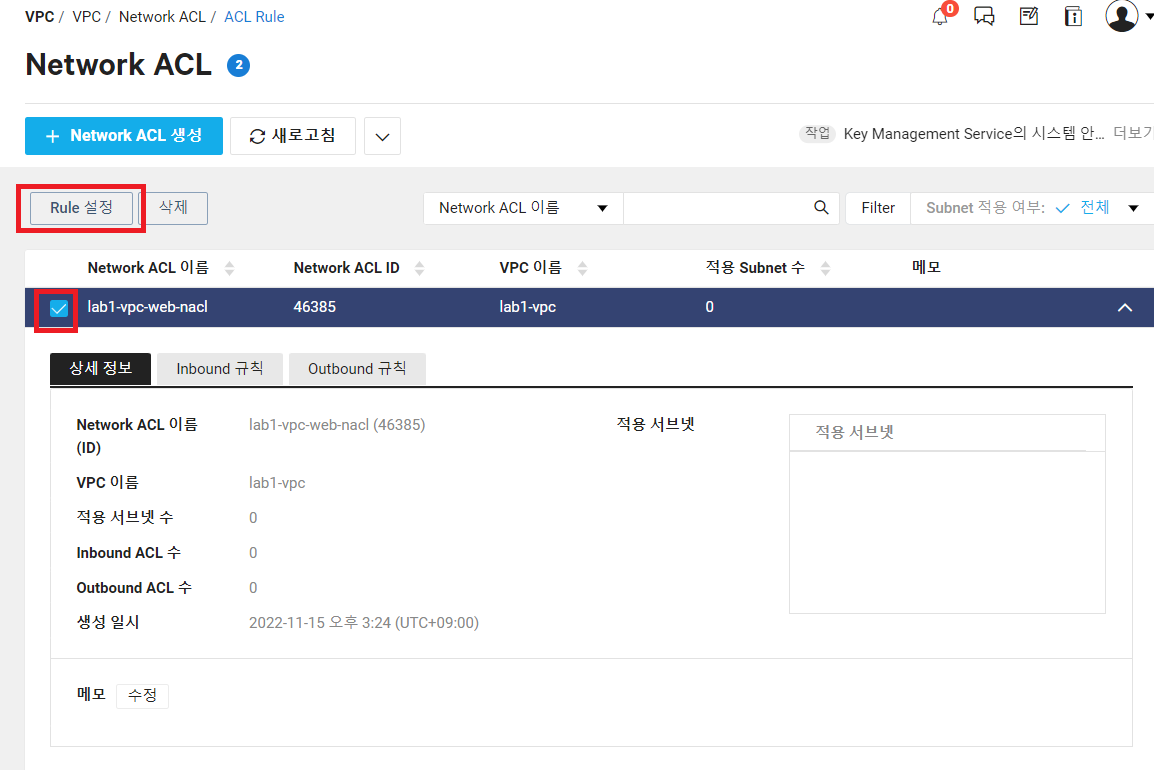 VPC / VPC / Network ACL / ACL Rule
0
Network ACL 2
+ Network ACL 생성
새로고침
작업 Key Management Service의 시스템 안... 더보기
Rule 설정
삭제
Network ACL 이름
Filter
Subnet 적용 여부: 전체
Network ACL 이름 Network ACL ID VPC 이름 적용 Subnet 수 메모
lab1-vpc-web-nacl 46385 lab1-vpc 0
상세 정보 Inbound 규칙 Outbound 규칙
Network ACL 이름 lab1-vpc-web-nacl (46385)
(ID)
VPC 이름 lab1-vpc
적용 서브넷 수 0
Inbound ACL 수 0
Outbound ACL 수 0
생성 일시 2022-11-15 오후 3:24 (UTC+09:00)
적용 서브넷
적용 서브넷
메모 수정